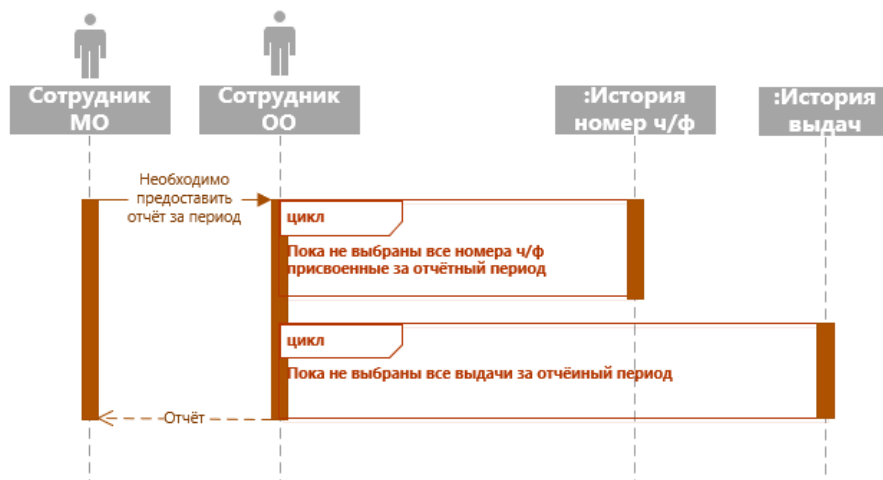 Сотрудник
МО
Сотрудник
ОО
:История
номер ч/ф
:История
выдач
Необходимо
предоставить
отчёт за период
цикл
Пока не выбраны все номера ч/ф
присвоенные за отчётный период
цикл
Пока не выбраны все выдачи за отчёиный период
Отчёт